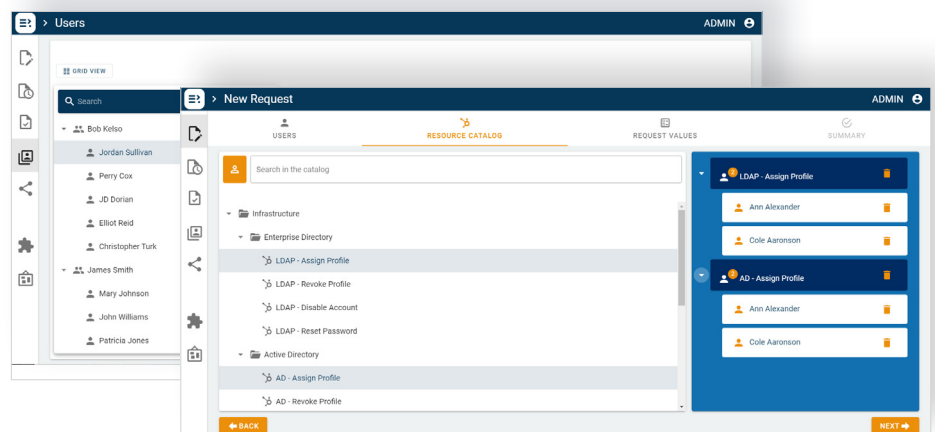 Users
ADMIN
GRID VIEW
Search
Bob Kelso
Jordan Sullivan
Perry Cox
JD Dorian
Elliot Reid
Christopher Turk
James Smith
Mary Johnson
John Williams
Patricia Jones
New Request
ADMIN
USERS
RESOURCE CATALOG
REQUEST VALUES
SUMMARY
Search in the catalog
Infrastructure
Enterprise Directory
LDAP - Assign Profile
LDAP - Revoke Profile
LDAP - Disable Account
LDAP - Reset Password
Active Directory
AD - Assign Profile
AD - Revoke Profile
2 LDAP - Assign Profile
Ann Alexander
Cole Aaronson
2 AD - Assign Profile
Ann Alexander
Cole Aaronson
BACK
NEXT